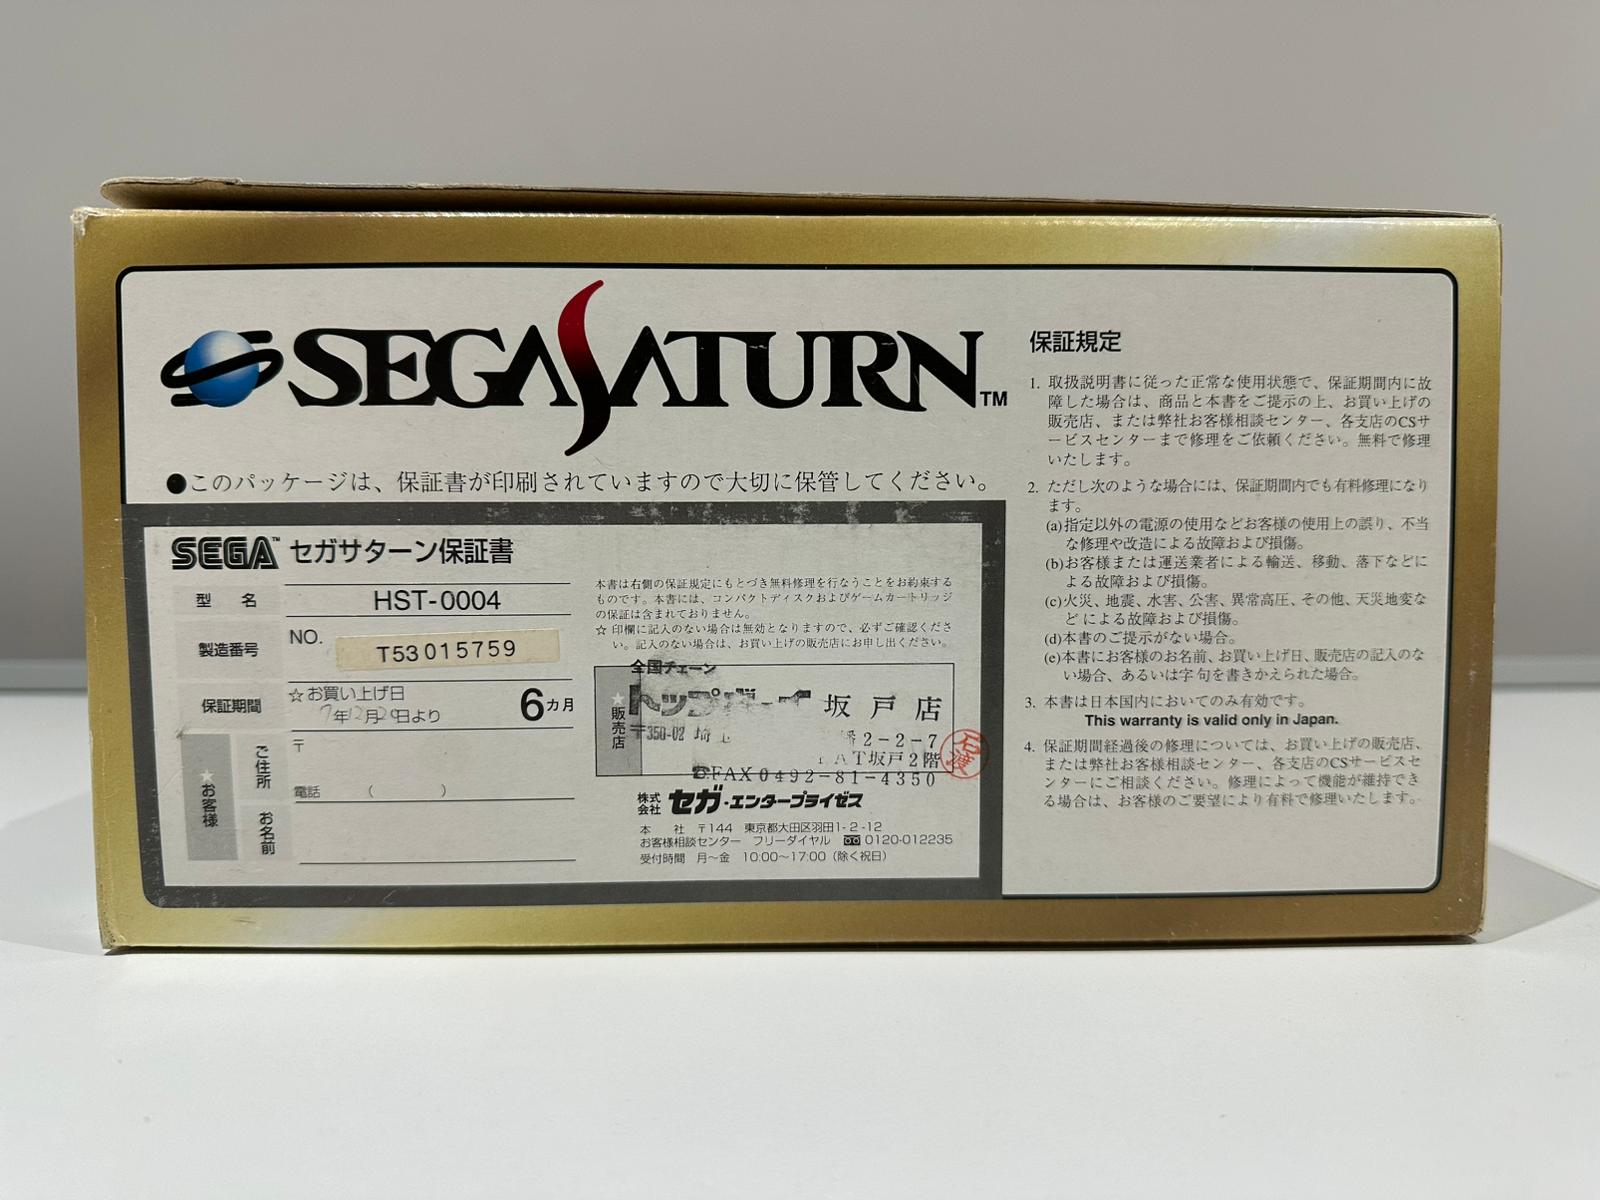 SEGA SATURN™
●このパッケージは、保証書が印刷されていますので大切に保管してください。
SEGA™ セガサターン保証書
型 名 HST-0004
製造番号 NO. T53015759
保証期間 ☆お買い上げ日
7年12月20日より 6ヵ月
★お客様
ご住所 〒
電話 ( )
お名前
本書は右側の保証規定にもとづき無料修理を行なうことをお約束する
ものです。本書には、コンパクトディスクおよびゲームカートリッジ
の保証は含まれておりません。
☆ 印欄に記入のない場合は無効となりますので、必ずご確認くださ
い。記入のない場合は、お買い上げの販売店にお申し出ください。
★販売店
全国チェーン
トップボーイ 坂戸店
〒350-02 埼 2-2-7
AT坂戸2階
☎FAX0492-81-4350
株式会社 セガ・エンタープライゼス
本 社 〒144 東京都大田区羽田1-2-12
お客様相談センター フリーダイヤル 0120-012235
受付時間 月〜金 10:00〜17:00（除く祝日）
保証規定
1. 取扱説明書に従った正常な使用状態で、保証期間内に故
障した場合は、商品と本書をご提示の上、お買い上げの
販売店、または弊社お客様相談センター、各支店のCSサ
ービスセンターまで修理をご依頼ください。無料で修理
いたします。
2. ただし次のような場合には、保証期間内でも有料修理になり
ます。
(a)指定以外の電源の使用などお客様の使用上の誤り、不当
な修理や改造による故障および損傷。
(b)お客様または運送業者による輸送、移動、落下などに
よる故障および損傷。
(c)火災、地震、水害、公害、異常高圧、その他、天災地変な
どによる故障および損傷。
(d)本書のご提示がない場合。
(e)本書にお客様のお名前、お買い上げ日、販売店の記入のな
い場合、あるいは字句を書きかえられた場合。
3. 本書は日本国内においてのみ有効です。
This warranty is valid only in Japan.
4. 保証期間経過後の修理については、お買い上げの販売店、
または弊社お客様相談センター、各支店のCSサービスセ
ンターにご相談ください。修理によって機能が維持でき
る場合は、お客様のご要望により有料で修理いたします。